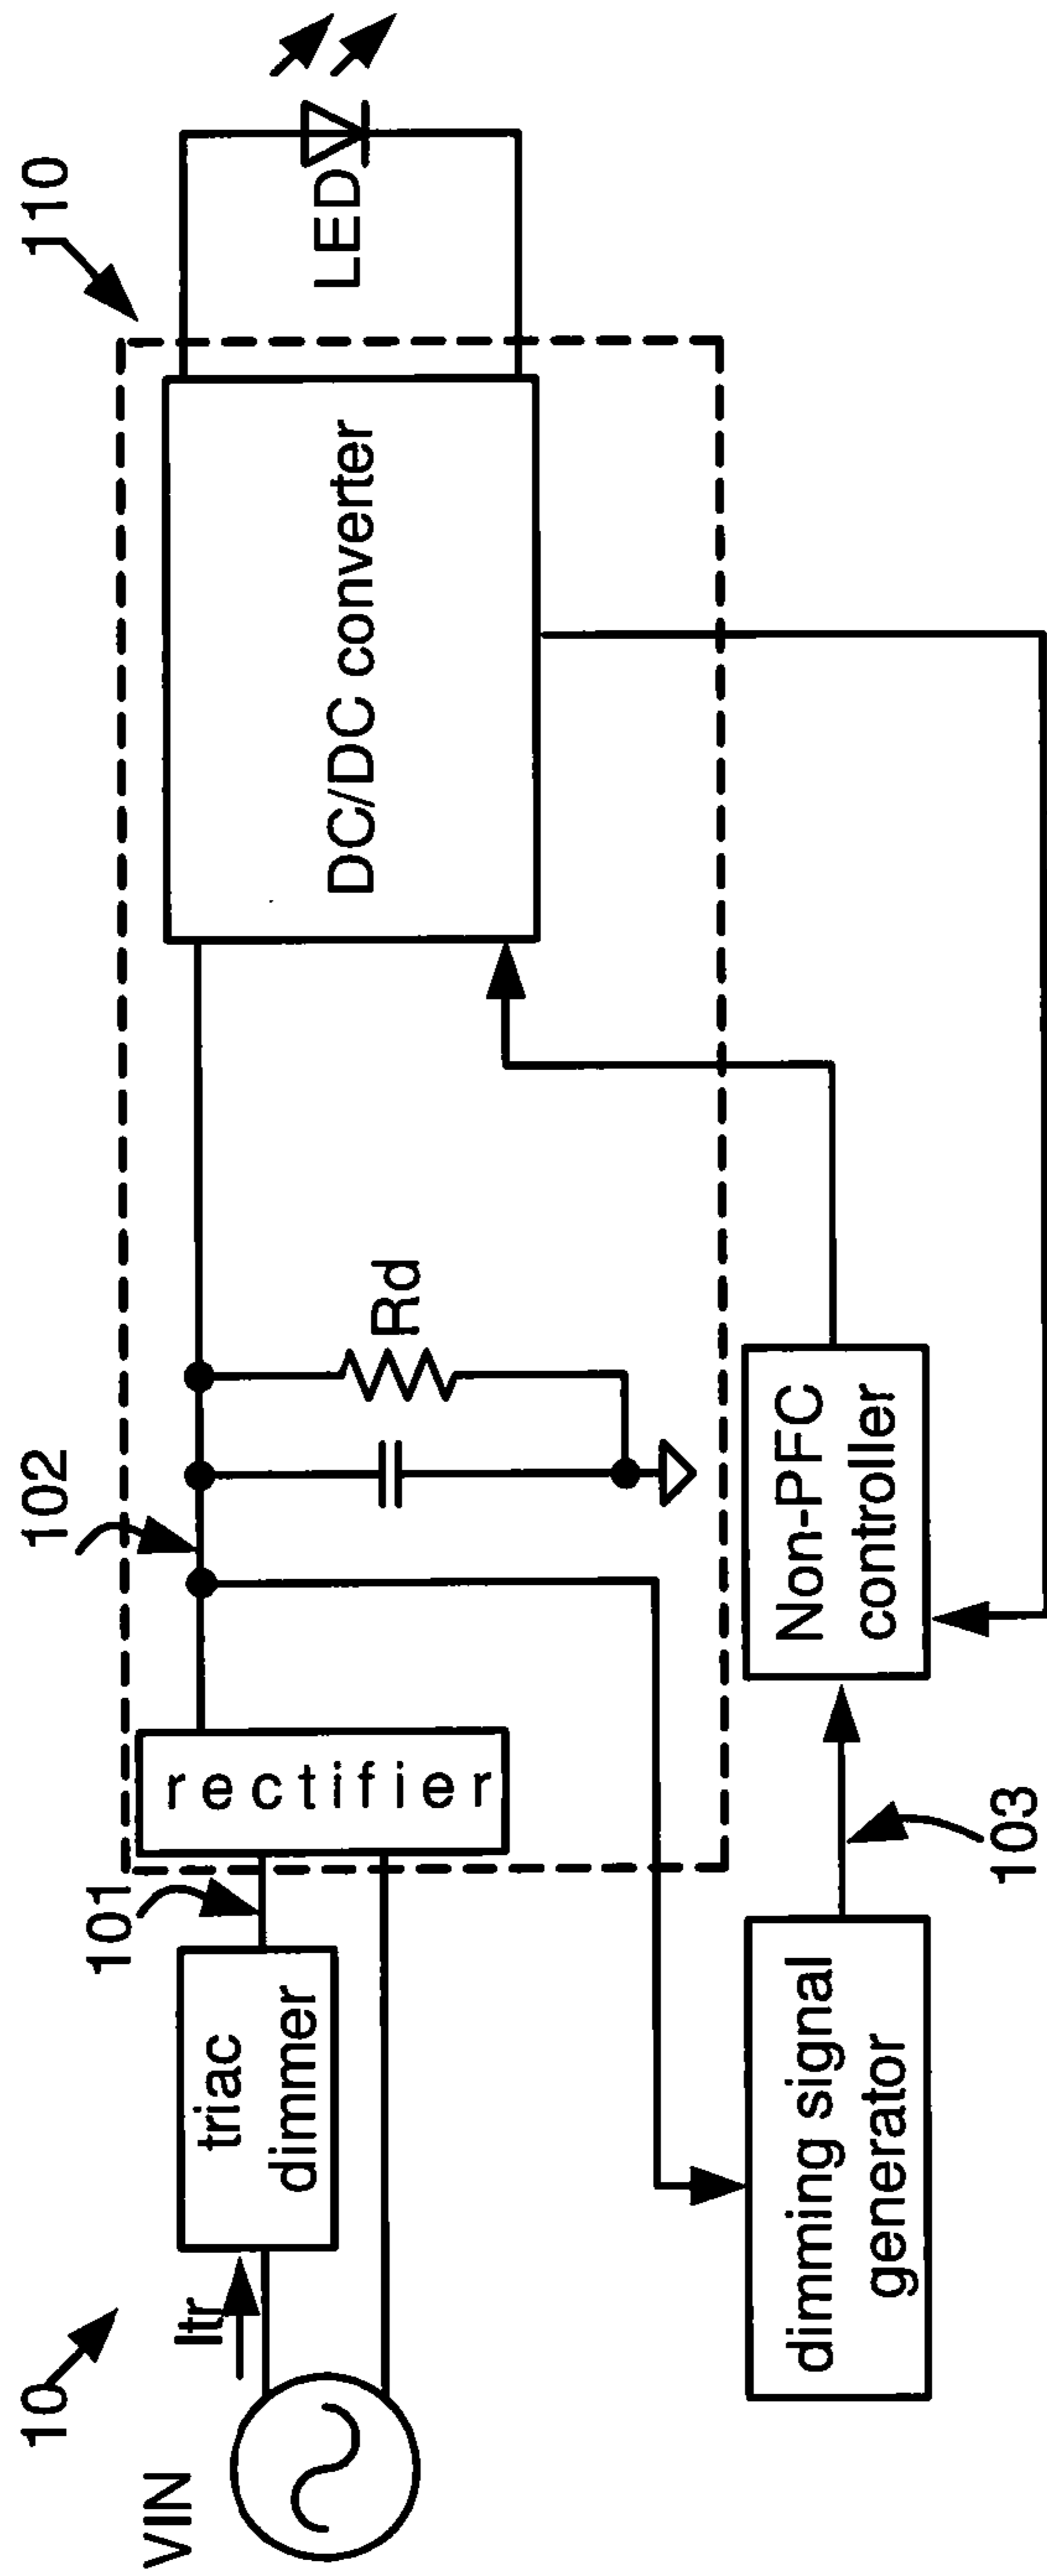 10
VIN
Itr
triac
dimmer
101
rectifier
102
Rd
DC/DC converter
110
LED
dimming signal
generator
103
Non-PFC
controller